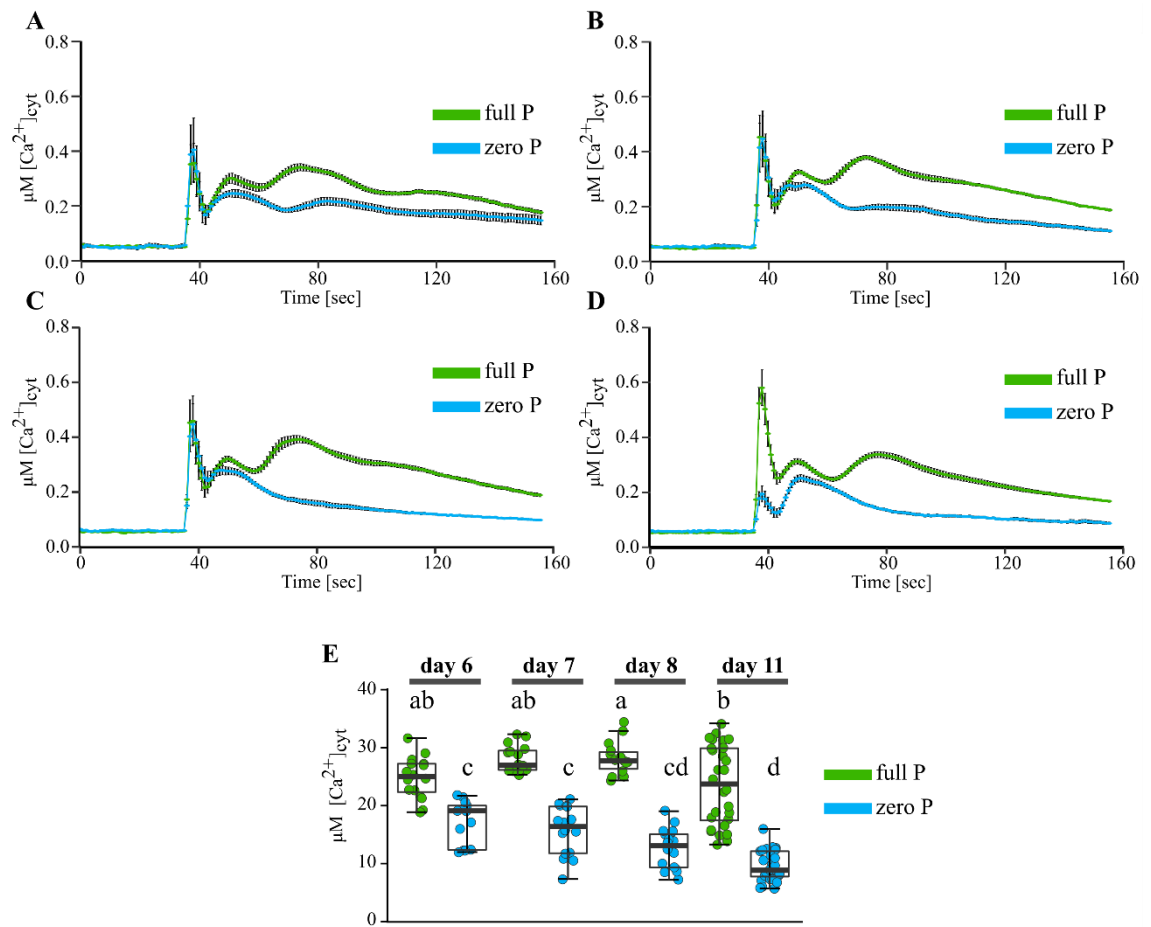 A
B
0.8
0.6
0.4
0.2
0.0
µM [Ca2+]cyt
full P
zero P
0 40 80 120 160
Time [sec]
0.8
0.6
0.4
0.2
0.0
µM [Ca2+]cyt
full P
zero P
0 40 80 120 160
Time [sec]
C
D
0.8
0.6
0.4
0.2
0.0
µM [Ca2+]cyt
full P
zero P
0 40 80 120 160
Time [sec]
0.8
0.6
0.4
0.2
0.0
µM [Ca2+]cyt
full P
zero P
0 40 80 120 160
Time [sec]
E
day 6 day 7 day 8 day 11
ab ab a b
c c cd d
40
30
20
10
0
µM [Ca2+]cyt
full P
zero P